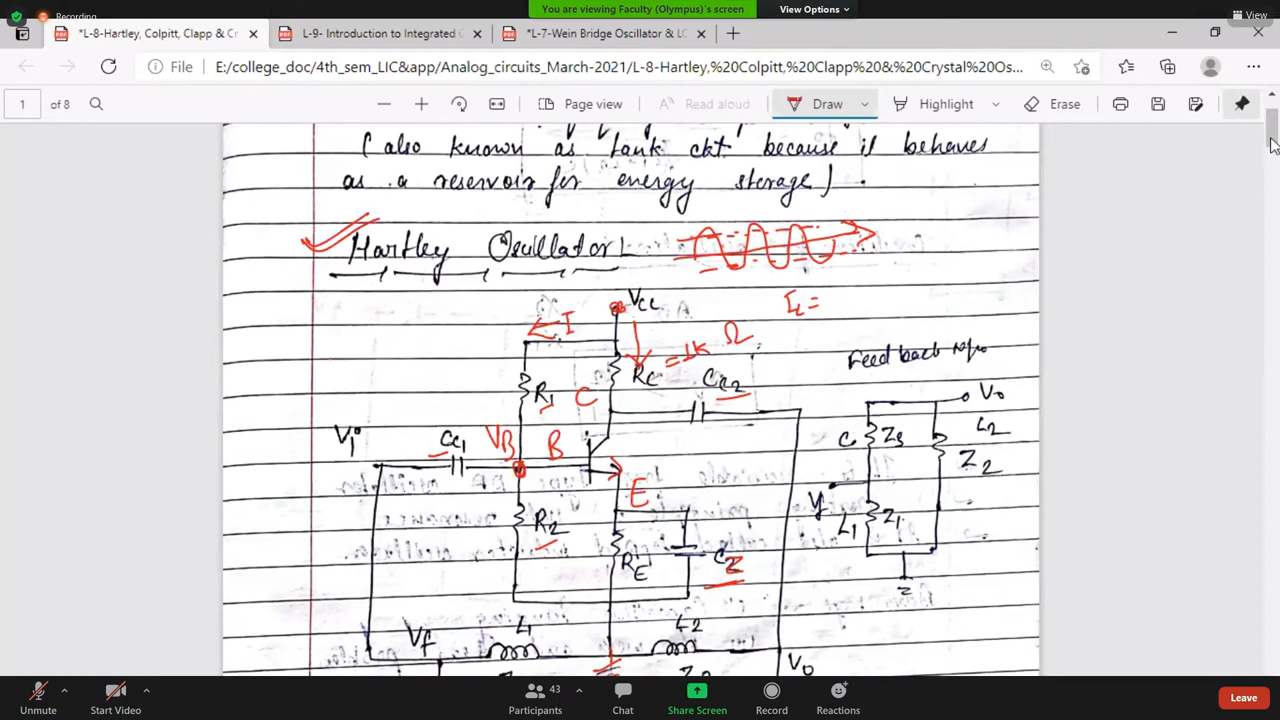 Recording
You are viewing Faculty (Olympus)'s screen
View Options
View
*L-8-Hartley, Colpitt, Clapp & Cr
L-9- Introduction to Integrated C
*L-7-Wein Bridge Oscillator & LC
File
E:/college_doc/4th_sem_LIC&app/Analog_circuits_March-2021/L-8-Hartley,%20Colpitt,%20Clapp%20&%20Crystal%20Os...
1 of 8
Page view
Read aloud
Draw
Highlight
Erase
(also known as tank ckt because it behaves
as a reservoir for energy storage).
Hartley Oscillator
VCC
I
=1K Ω
RC
CC2
R1
C
Feed back
V0
Vi
CC1
VB
B
C Z3
L2
Z2
E
Vf
L1 Z1
R2
RE
CE
Vf
L1
L2
V0
Unmute
Start Video
43
Participants
Chat
Share Screen
Record
Reactions
Leave